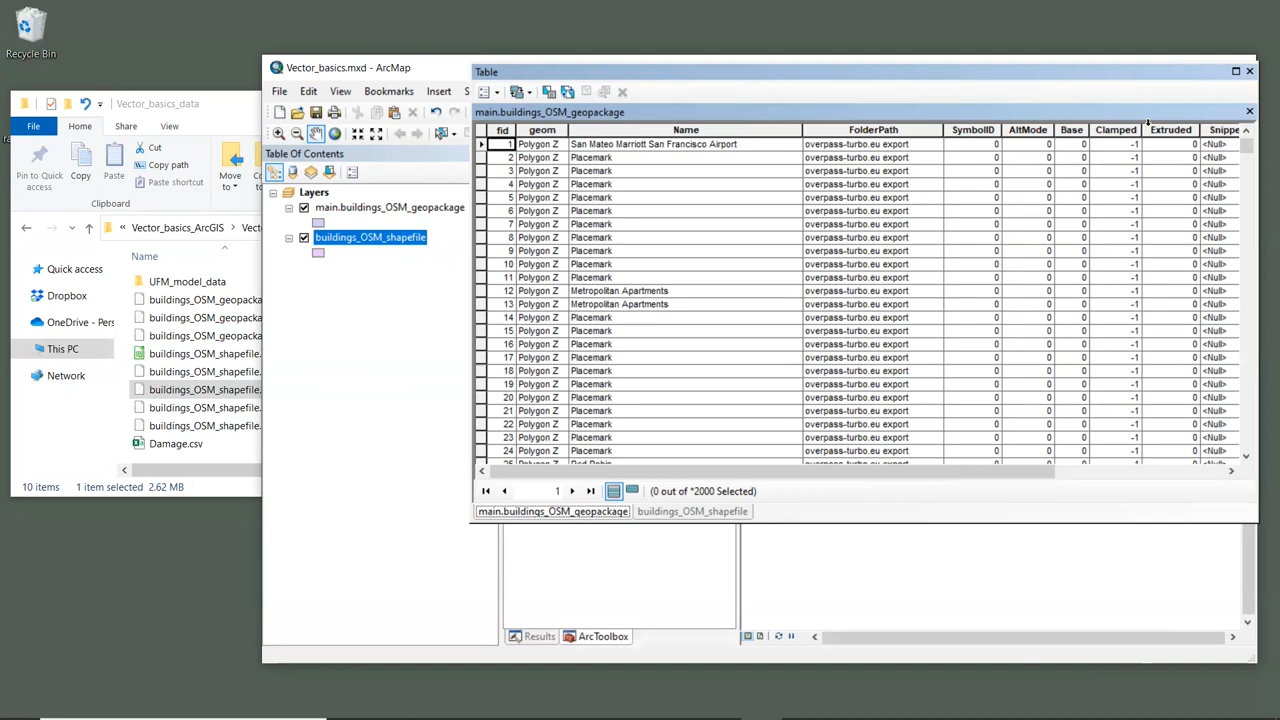 Recycle Bin
Vector_basics_data
File
Home
Share
View
Pin to Quick access
Copy
Paste
Cut
Copy path
Paste shortcut
Move to
Clipboard
Vector_basics_ArcGIS
Name
Quick access
Dropbox
OneDrive - Pers
This PC
Network
UFM_model_data
buildings_OSM_geopacka
buildings_OSM_geopacka
buildings_OSM_geopacka
buildings_OSM_shapefile.
buildings_OSM_shapefile.
buildings_OSM_shapefile.
buildings_OSM_shapefile.
buildings_OSM_shapefile.
Damage.csv
10 items 1 item selected 2.62 MB
Vector_basics.mxd - ArcMap
File Edit View Bookmarks Insert S
Table Of Contents
Layers
main.buildings_OSM_geopackage
buildings_OSM_shapefile
Table
main.buildings_OSM_geopackage
fid geom Name FolderPath SymbolID AltMode Base Clamped Extruded Snippe
1 Polygon Z San Mateo Marriott San Francisco Airport overpass-turbo.eu export 0 0 0 -1 0 <Null>
2 Polygon Z Placemark overpass-turbo.eu export 0 0 0 -1 0 <Null>
3 Polygon Z Placemark overpass-turbo.eu export 0 0 0 -1 0 <Null>
4 Polygon Z Placemark overpass-turbo.eu export 0 0 0 -1 0 <Null>
5 Polygon Z Placemark overpass-turbo.eu export 0 0 0 -1 0 <Null>
6 Polygon Z Placemark overpass-turbo.eu export 0 0 0 -1 0 <Null>
7 Polygon Z Placemark overpass-turbo.eu export 0 0 0 -1 0 <Null>
8 Polygon Z Placemark overpass-turbo.eu export 0 0 0 -1 0 <Null>
9 Polygon Z Placemark overpass-turbo.eu export 0 0 0 -1 0 <Null>
10 Polygon Z Placemark overpass-turbo.eu export 0 0 0 -1 0 <Null>
11 Polygon Z Placemark overpass-turbo.eu export 0 0 0 -1 0 <Null>
12 Polygon Z Metropolitan Apartments overpass-turbo.eu export 0 0 0 -1 0 <Null>
13 Polygon Z Metropolitan Apartments overpass-turbo.eu export 0 0 0 -1 0 <Null>
14 Polygon Z Placemark overpass-turbo.eu export 0 0 0 -1 0 <Null>
15 Polygon Z Placemark overpass-turbo.eu export 0 0 0 -1 0 <Null>
16 Polygon Z Placemark overpass-turbo.eu export 0 0 0 -1 0 <Null>
17 Polygon Z Placemark overpass-turbo.eu export 0 0 0 -1 0 <Null>
18 Polygon Z Placemark overpass-turbo.eu export 0 0 0 -1 0 <Null>
19 Polygon Z Placemark overpass-turbo.eu export 0 0 0 -1 0 <Null>
20 Polygon Z Placemark overpass-turbo.eu export 0 0 0 -1 0 <Null>
21 Polygon Z Placemark overpass-turbo.eu export 0 0 0 -1 0 <Null>
22 Polygon Z Placemark overpass-turbo.eu export 0 0 0 -1 0 <Null>
23 Polygon Z Placemark overpass-turbo.eu export 0 0 0 -1 0 <Null>
24 Polygon Z Placemark overpass-turbo.eu export 0 0 0 -1 0 <Null>
1 (0 out of *2000 Selected)
main.buildings_OSM_geopackage buildings_OSM_shapefile
Results ArcToolbox